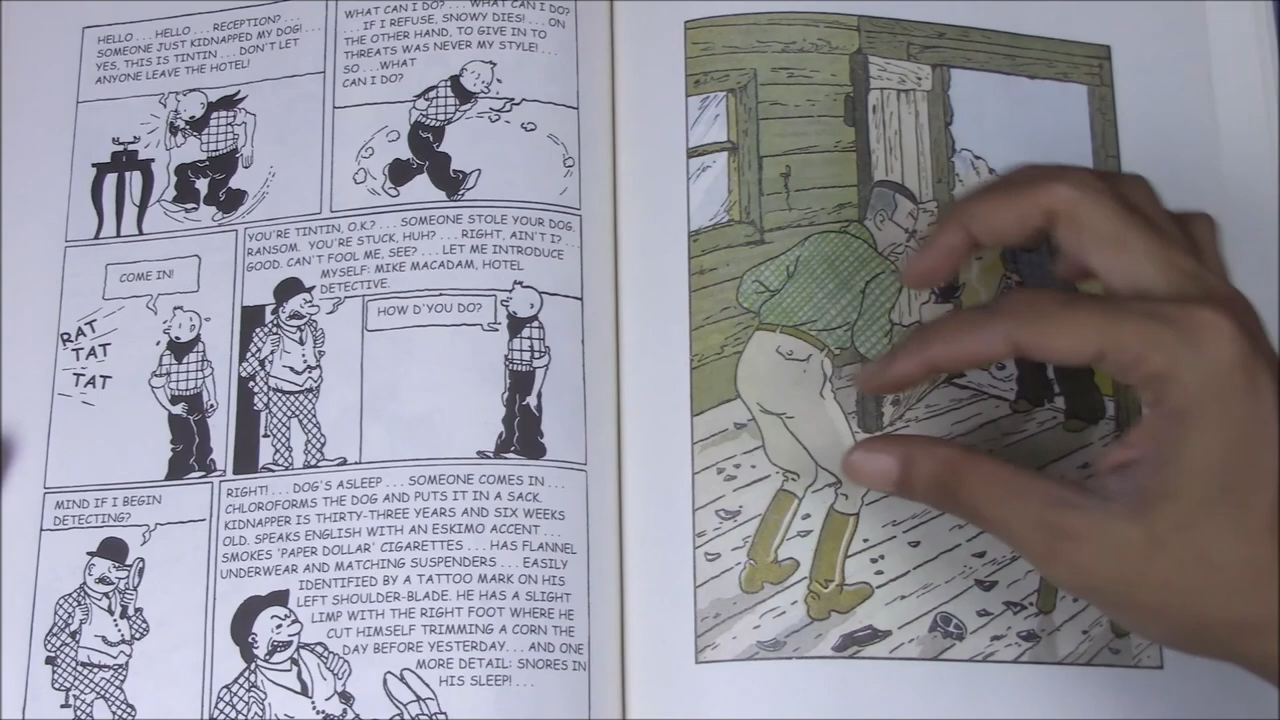 HELLO . . . HELLO . . . RECEPTION? . . .
SOMEONE JUST KIDNAPPED MY DOG! . . .
YES, THIS IS TINTIN . . . DON'T LET
ANYONE LEAVE THE HOTEL!
WHAT CAN I DO? . . . WHAT CAN I DO?
. . . IF I REFUSE, SNOWY DIES! . . . ON
THE OTHER HAND, TO GIVE IN TO
THREATS WAS NEVER MY STYLE! . . .
SO . . . WHAT
CAN I DO?
COME IN!
RAT
TAT
TAT
YOU'RE TINTIN, O.K.? . . . SOMEONE STOLE YOUR DOG.
RANSOM. YOU'RE STUCK, HUH? . . . RIGHT, AIN'T I? . . .
GOOD. CAN'T FOOL ME, SEE? . . . LET ME INTRODUCE
MYSELF: MIKE MACADAM, HOTEL
DETECTIVE.
HOW D'YOU DO?
MIND IF I BEGIN
DETECTING?
RIGHT! . . . DOG'S ASLEEP . . . SOMEONE COMES IN . . .
CHLOROFORMS THE DOG AND PUTS IT IN A SACK.
KIDNAPPER IS THIRTY-THREE YEARS AND SIX WEEKS
OLD. SPEAKS ENGLISH WITH AN ESKIMO ACCENT . . .
SMOKES 'PAPER DOLLAR' CIGARETTES . . . HAS FLANNEL
UNDERWEAR AND MATCHING SUSPENDERS . . . EASILY
IDENTIFIED BY A TATTOO MARK ON HIS
LEFT SHOULDER-BLADE. HE HAS A SLIGHT
LIMP WITH THE RIGHT FOOT WHERE HE
CUT HIMSELF TRIMMING A CORN THE
DAY BEFORE YESTERDAY . . . AND ONE
MORE DETAIL: SNORES IN
HIS SLEEP! . . .